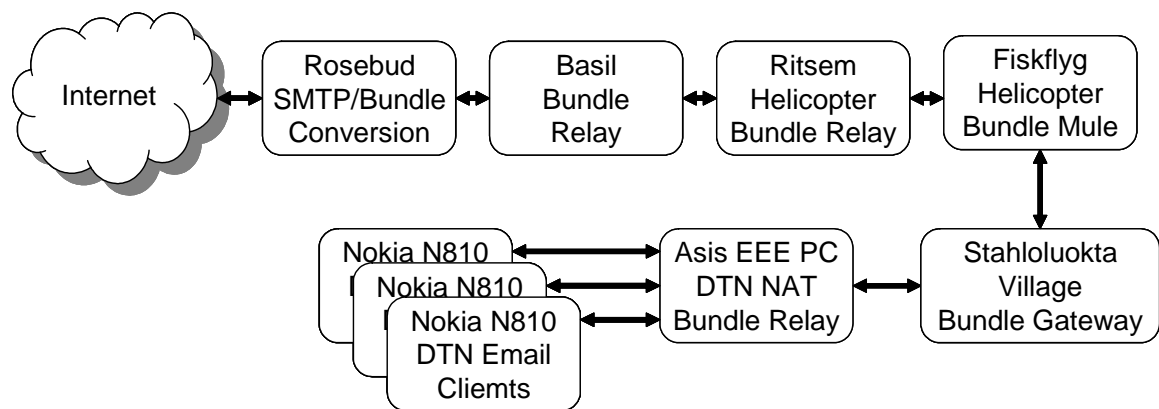 Internet
Rosebud
SMTP/Bundle
Conversion
Basil
Bundle
Relay
Ritsem
Helicopter
Bundle Relay
Fiskflyg
Helicopter
Bundle Mule
Nokia N810
Nokia N810
Nokia N810
DTN Email
Cliemts
Asis EEE PC
DTN NAT
Bundle Relay
Stahloluokta
Village
Bundle Gateway